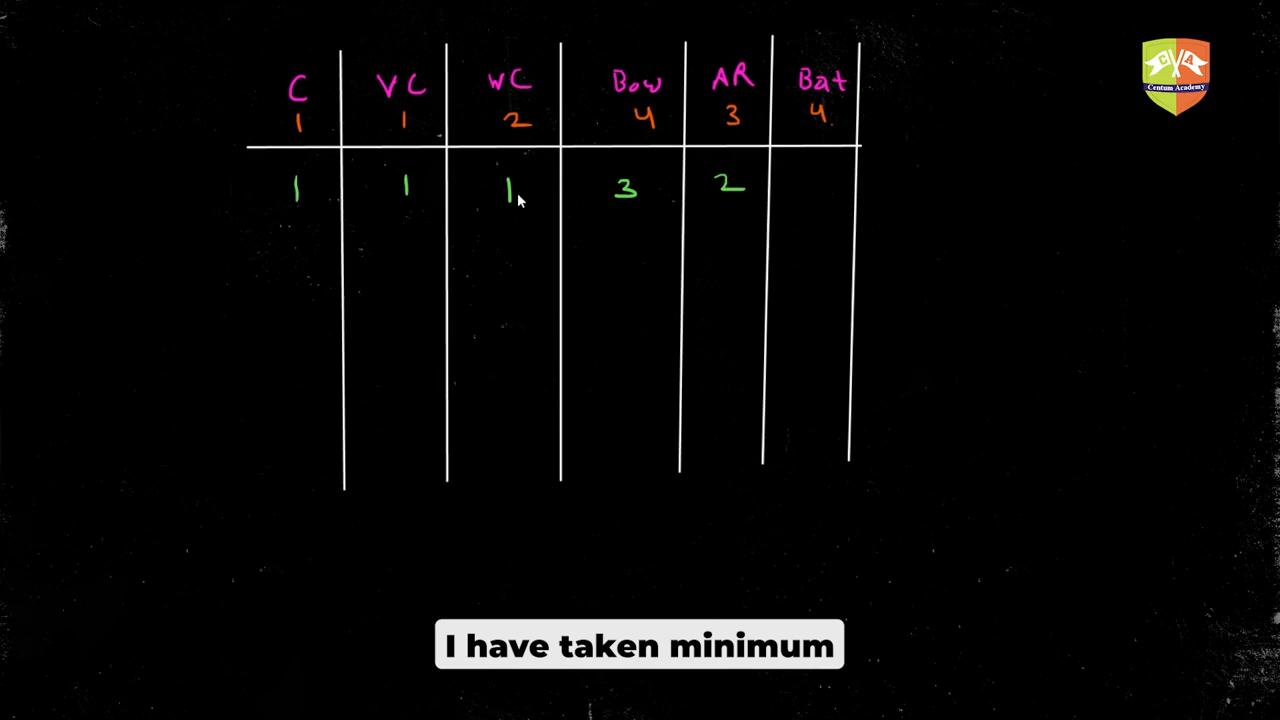 C VC WC Bow AR Bat
1 1 2 4 3 4
1 1 1 3 2
C A
Centum Academy
I have taken minimum